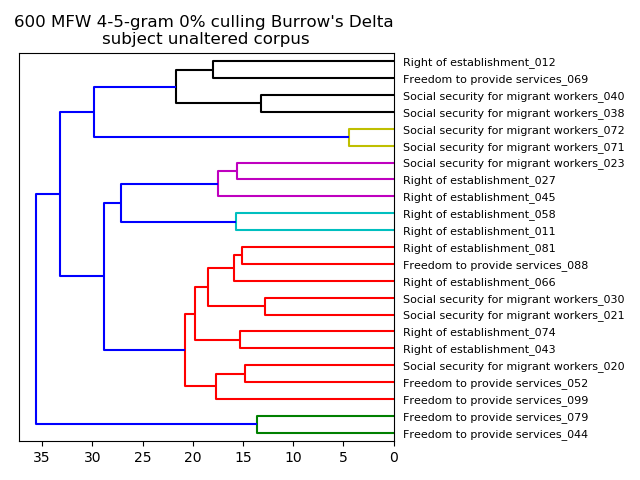 600 MFW 4-5-gram 0% culling Burrow's Delta
subject unaltered corpus
Right of establishment_012
Freedom to provide services_069
Social security for migrant workers_040
Social security for migrant workers_038
Social security for migrant workers_072
Social security for migrant workers_071
Social security for migrant workers_023
Right of establishment_027
Right of establishment_045
Right of establishment_058
Right of establishment_011
Right of establishment_081
Freedom to provide services_088
Right of establishment_066
Social security for migrant workers_030
Social security for migrant workers_021
Right of establishment_074
Right of establishment_043
Social security for migrant workers_020
Freedom to provide services_052
Freedom to provide services_099
Freedom to provide services_079
Freedom to provide services_044
35 30 25 20 15 10 5 0